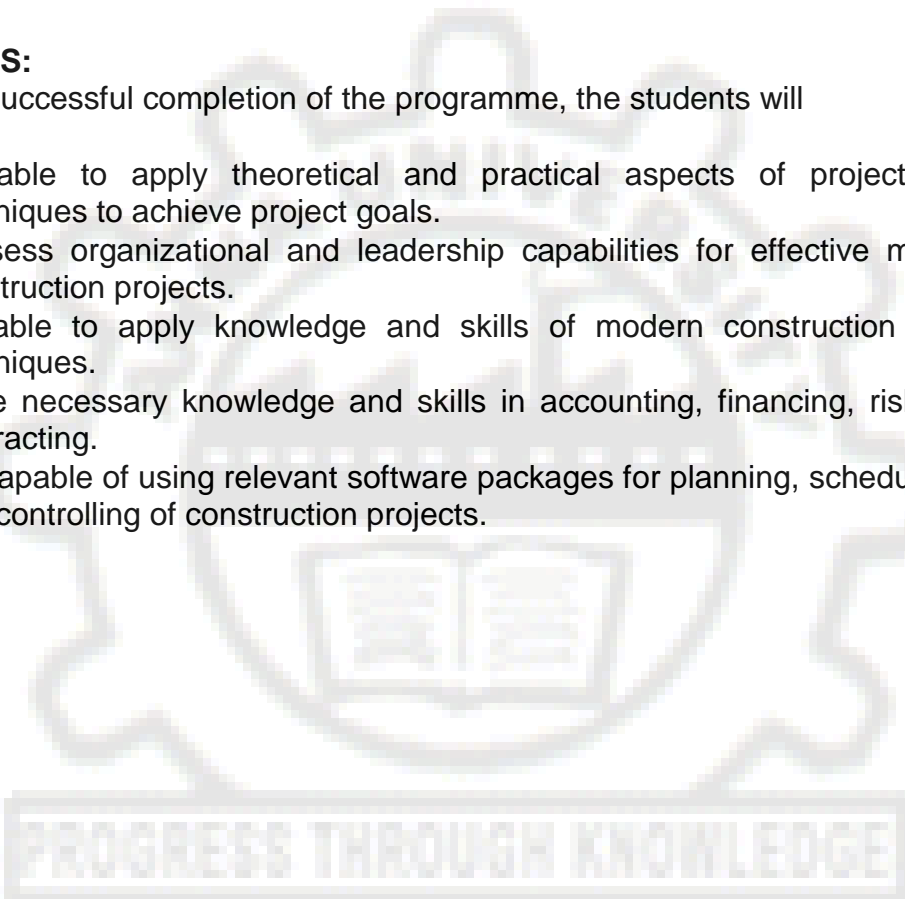 S:
uccessful completion of the programme, the students will
able to apply theoretical and practical aspects of project
niques to achieve project goals.
sess organizational and leadership capabilities for effective m
struction projects.
able to apply knowledge and skills of modern construction
niques.
e necessary knowledge and skills in accounting, financing, ris
racting.
apable of using relevant software packages for planning, schedu
controlling of construction projects.
PROGRESS THROUGH KNOWLEDGE